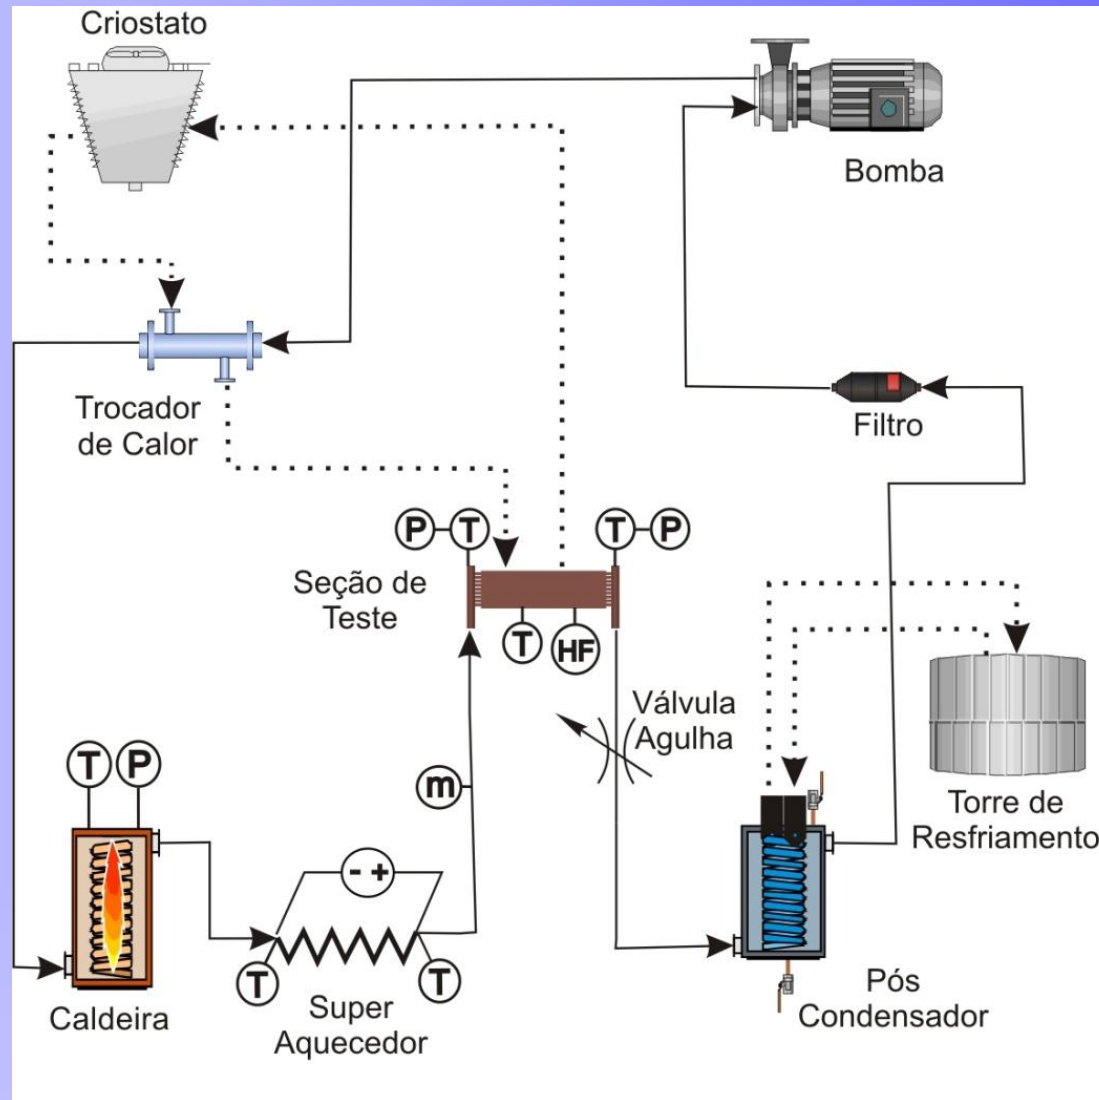 Criostato
Bomba
Trocador
de Calor
Filtro
P T
T P
Seção de
Teste
T
HF
Válvula
Agulha
T P
m
- +
Torre de
Resfriamento
T
T
Caldeira
Super
Aquecedor
Pós
Condensador